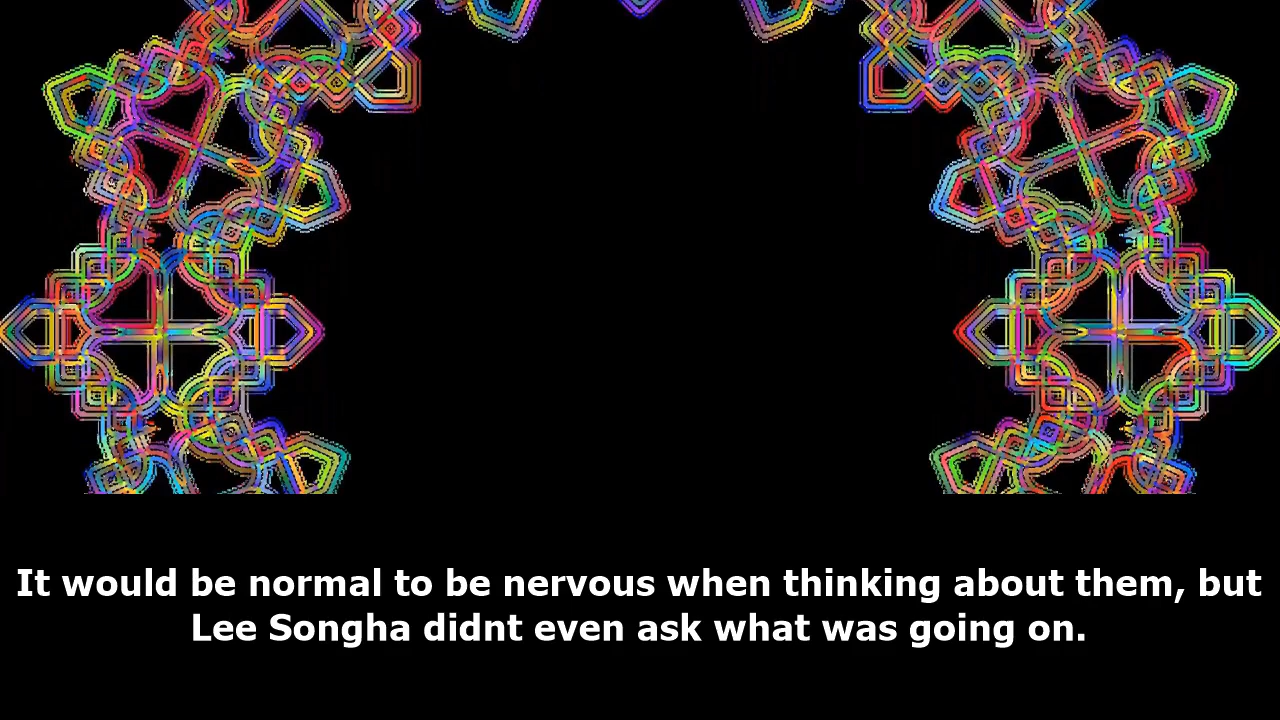 It would be normal to be nervous when thinking about them, but
Lee Songha didnt even ask what was going on.